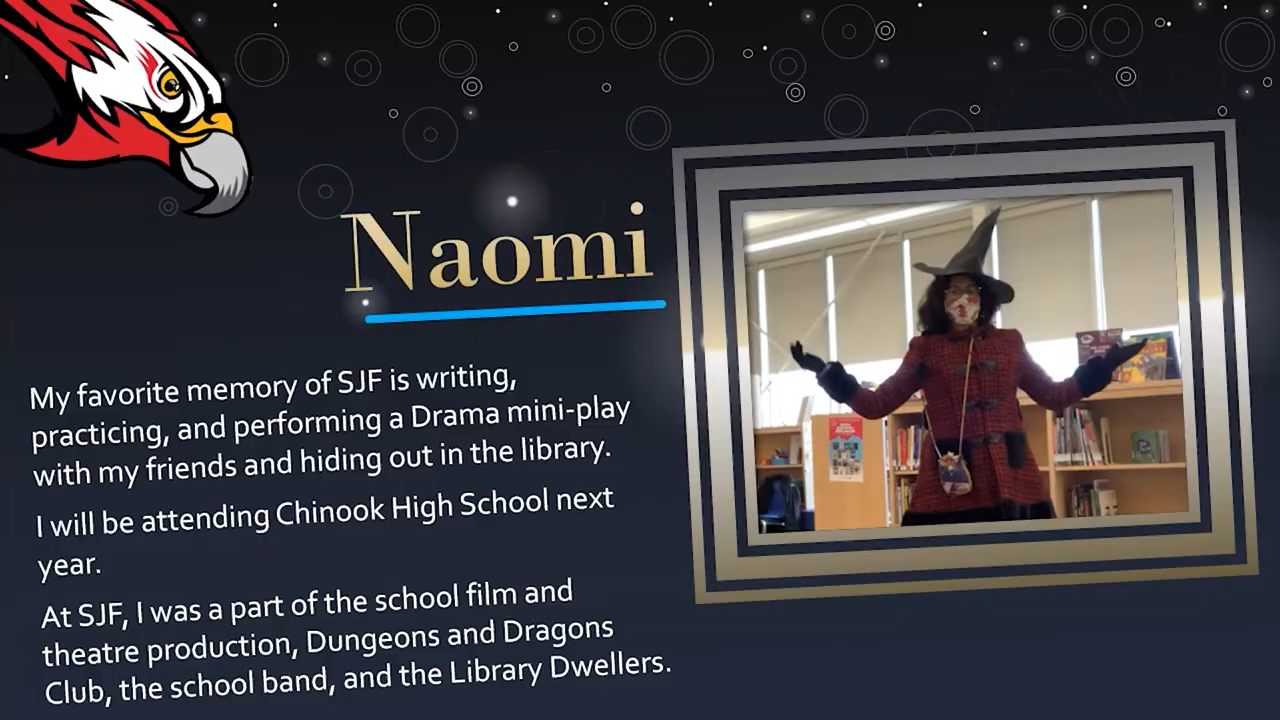 Naomi
My favorite memory of SJF is writing,
practicing, and performing a Drama mini-play
with my friends and hiding out in the library.
I will be attending Chinook High School next
year.
At SJF, I was a part of the school film and
theatre production, Dungeons and Dragons
Club, the school band, and the Library Dwellers.